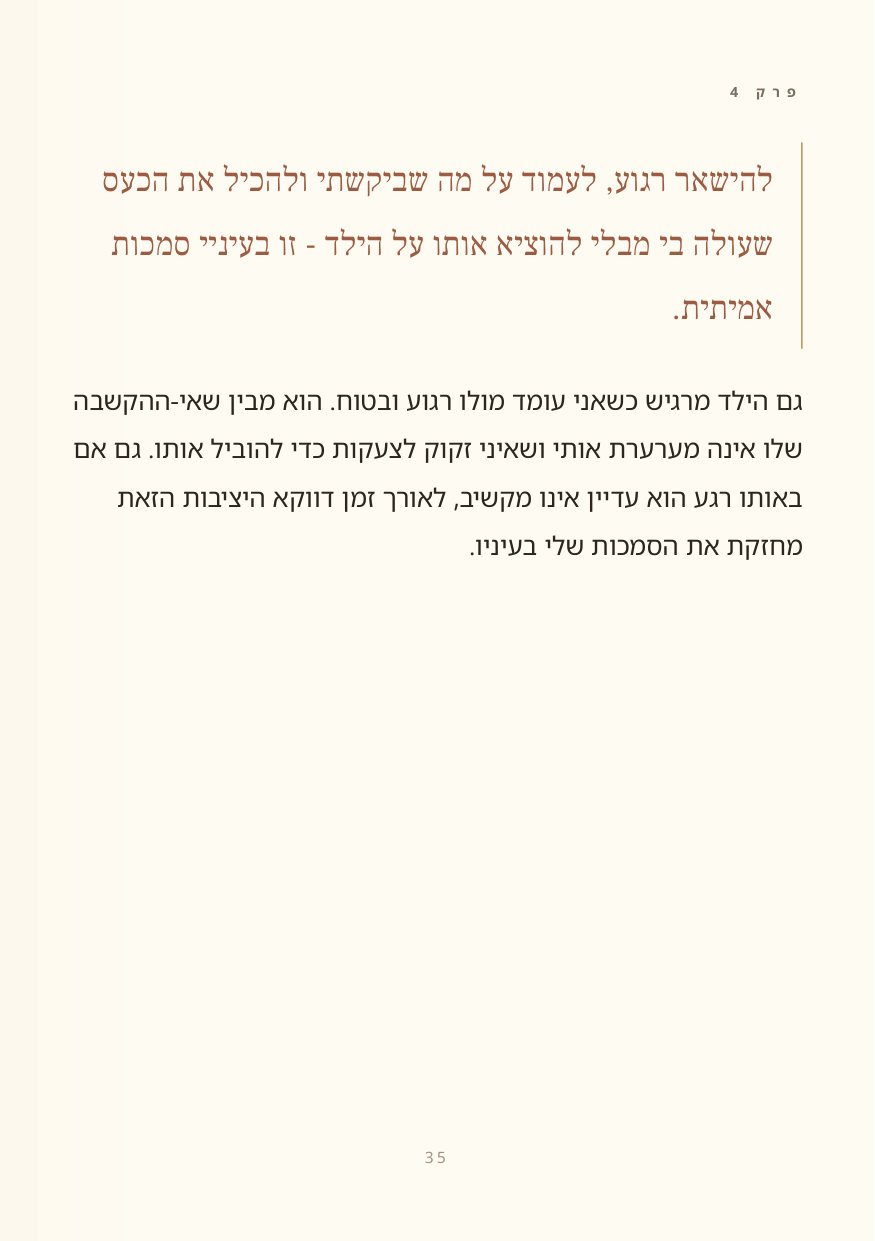 פרק 4
להישאר רגוע, לעמוד על מה שביקשתי ולהכיל את הכעס
שעולה בי מבלי להוציא אותו על הילד - זו בעיניי סמכות
אמיתית.
גם הילד מרגיש כשאני עומד מולו רגוע ובטוח. הוא מבין שאי-ההקשבה
שלו אינה מערערת אותי ושאיני זקוק לצעקות כדי להוביל אותו. גם אם
באותו רגע הוא עדיין אינו מקשיב, לאורך זמן דווקא היציבות הזאת
מחזקת את הסמכות שלי בעיניו.
35